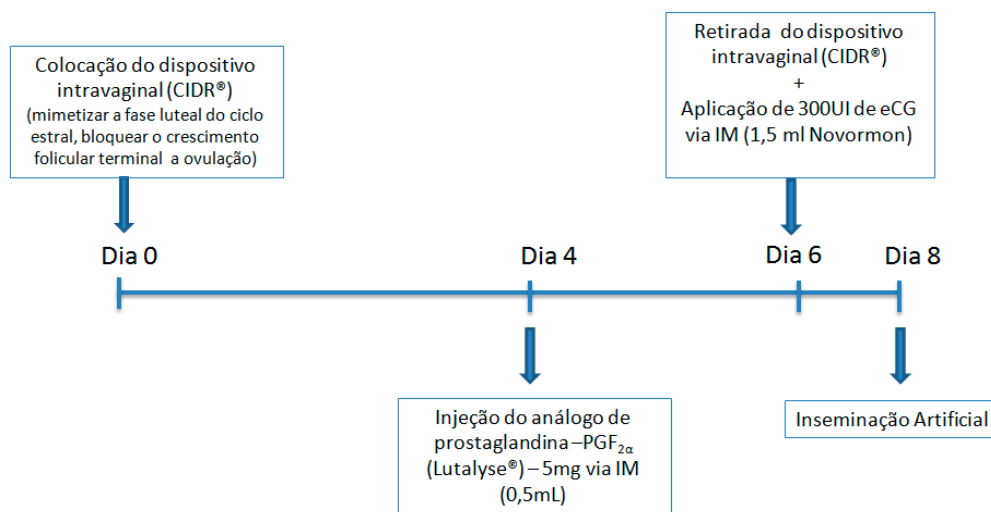 Colocação do dispositivo
intravaginal (CIDR®)
(mimetizar a fase luteal do ciclo
estral, bloquear o crescimento
folicular terminal a ovulação)
Retirada do dispositivo
intravaginal (CIDR®)
+
Aplicação de 300UI de eCG
via IM (1,5 ml Novormon)
Dia 0
Dia 4
Dia 6
Dia 8
Injeção do análogo de
prostaglandina –PGF₂α
(Lutalyse®) – 5mg via IM
(0,5mL)
Inseminação Artificial